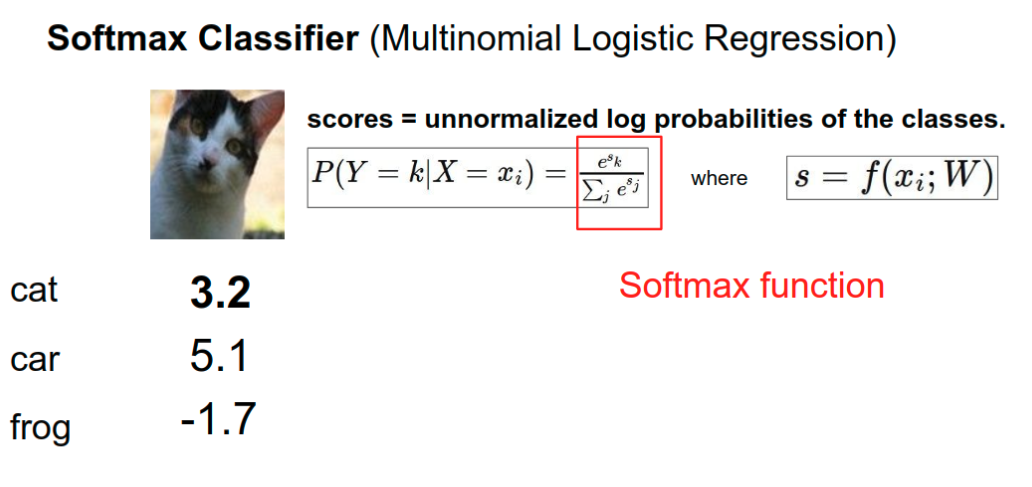 Softmax Classifier (Multinomial Logistic Regression)
scores = unnormalized log probabilities of the classes.
P(Y = k|X = x_i) = \frac{e^{s_k}}{\sum_j e^{s_j}} where s = f(x_i; W)
Softmax function
cat 3.2
car 5.1
frog -1.7